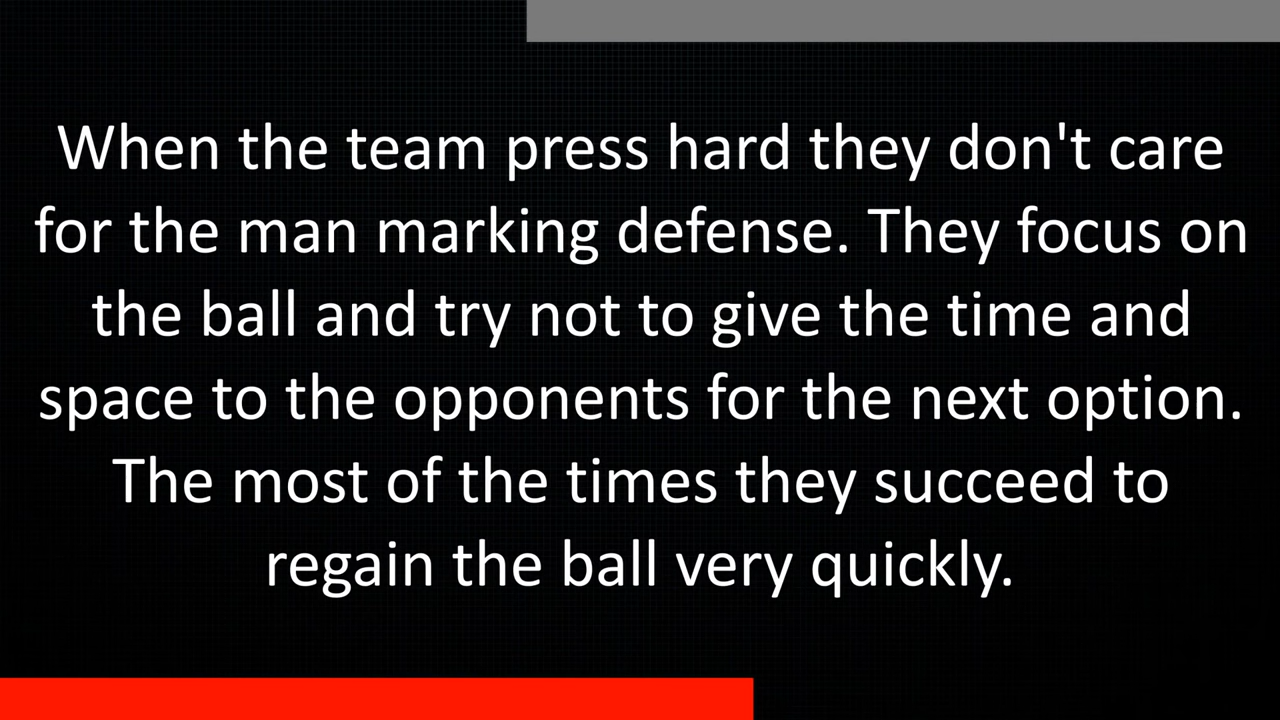 When the team press hard they don't care
for the man marking defense. They focus on
the ball and try not to give the time and
space to the opponents for the next option.
The most of the times they succeed to
regain the ball very quickly.